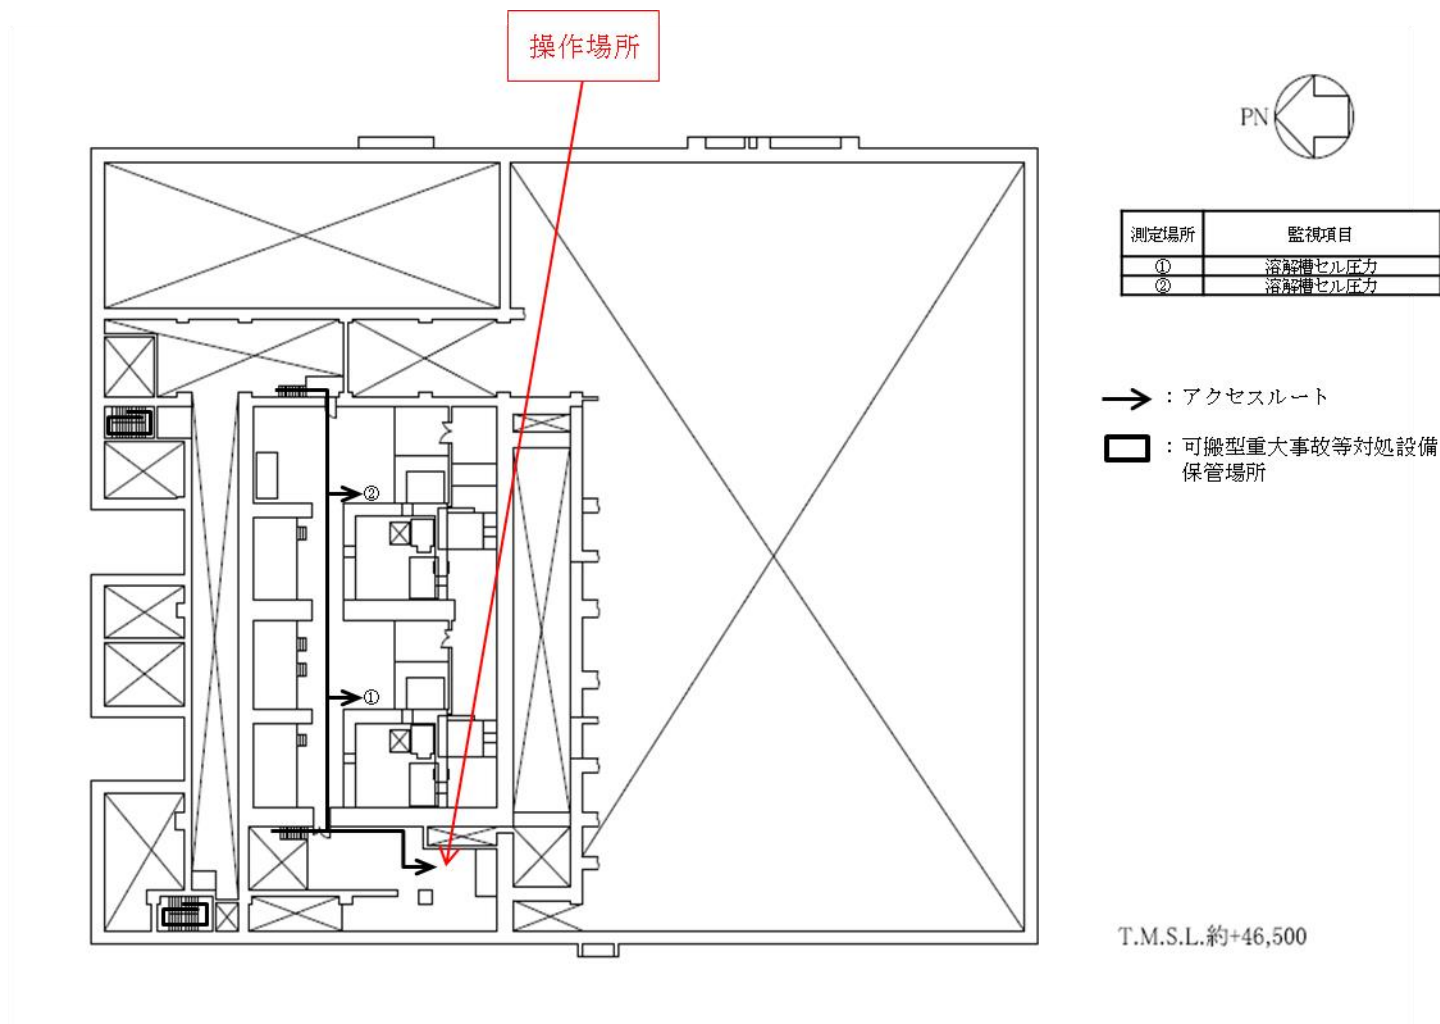 操作場所
PN
測定場所 監視項目
① 溶解槽セル圧力
② 溶解槽セル圧力
：アクセスルート
：可搬型重大事故等対処設備
保管場所
②
①
T.M.S.L.約+46,500